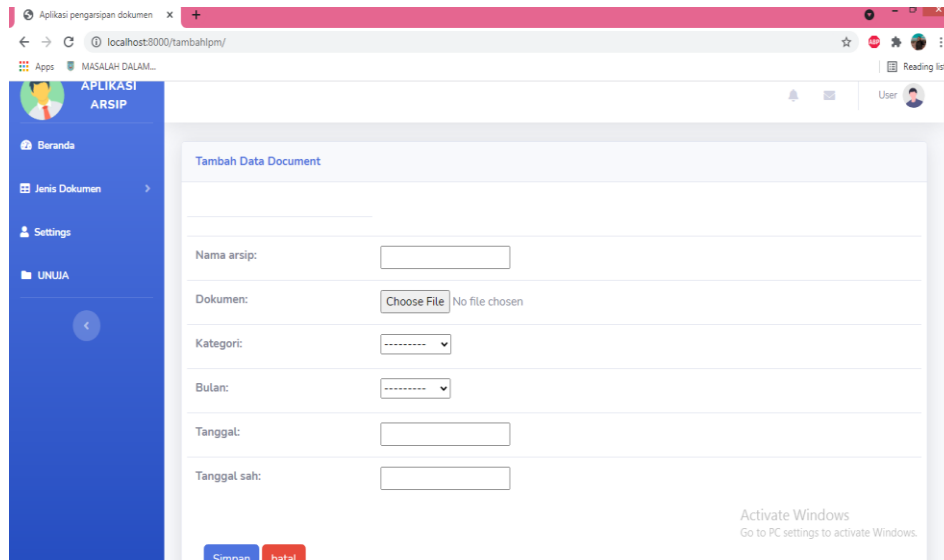 Aplikasi pengarsipan dokumen
localhost:8000/tambahlpm/
ABP
Apps MASALAH DALAM... Reading list
APLIKASI
ARSIP
User
Beranda
Tambah Data Document
Jenis Dokumen
Settings
UNUJA
Nama arsip:
Dokumen: Choose File No file chosen
Kategori: ---------
Bulan: ---------
Tanggal:
Tanggal sah:
Activate Windows
Go to PC settings to activate Windows.
Simpan batal